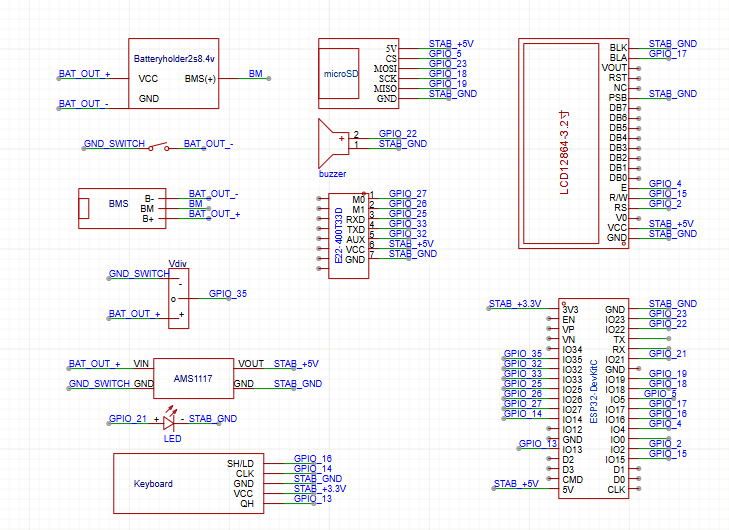 Batteryholder2s8.4v
BAT_OUT_+ VCC BMS(+) BM
BAT_OUT_- GND
GND_SWITCH BAT_OUT_-
BMS
B- BAT_OUT_-
BM BM
B+ BAT_OUT_+
Vdiv
GND_SWITCH -
o GPIO_35
BAT_OUT_+ +
BAT_OUT_+ VIN VOUT STAB_+5V
AMS1117
GND_SWITCH GND GND STAB_GND
GPIO_21 + - STAB_GND
LED
Keyboard
SH/LD GPIO_16
CLK GPIO_14
GND STAB_GND
VCC STAB_+3.3V
QH GPIO_13
microSD
5V STAB_+5V
CS GPIO_5
MOSI GPIO_23
SCK GPIO_18
MISO GPIO_19
GND STAB_GND
+ 2 GPIO_22
1 STAB_GND
buzzer
E22-400T33D
M0 1 GPIO_27
M1 2 GPIO_26
RXD 3 GPIO_25
TXD 4 GPIO_33
AUX 5 GPIO_32
VCC 6 STAB_+5V
GND 7 STAB_GND
LCD12864-3.2寸
BLK STAB_GND
BLA GPIO_17
VOUT
RST
NC
PSB STAB_GND
DB7
DB6
DB5
DB4
DB3
DB2
DB1
DB0
E GPIO_4
R/W GPIO_15
RS GPIO_2
V0
VCC STAB_+5V
GND STAB_GND
ESP32-DevKitC
STAB_+3.3V 3V3 GND STAB_GND
EN IO23 GPIO_23
VP IO22 GPIO_22
VN TX
IO34 RX
GPIO_35 IO35 IO21 GPIO_21
GPIO_32 IO32 GND
GPIO_33 IO33 IO19 GPIO_19
GPIO_25 IO25 IO18 GPIO_18
GPIO_26 IO26 IO5 GPIO_5
GPIO_27 IO27 IO17 GPIO_17
GPIO_14 IO14 IO16 GPIO_16
IO12 IO4 GPIO_4
GND IO0
GPIO_13 IO13 IO2 GPIO_2
D2 IO15 GPIO_15
D3 D1
CMD D0
STAB_+5V 5V CLK